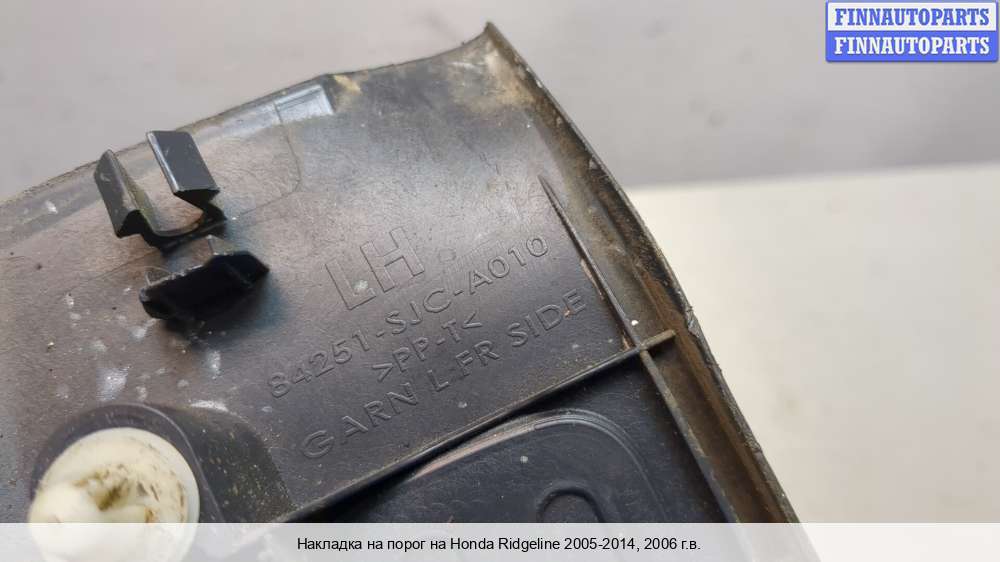 FINNAUTOPARTS
FINNAUTOPARTS
LH
84251-SJC-A010
>PP-T<
GARN L-FR SIDE
Накладка на порог на Honda Ridgeline 2005-2014, 2006 г.в.